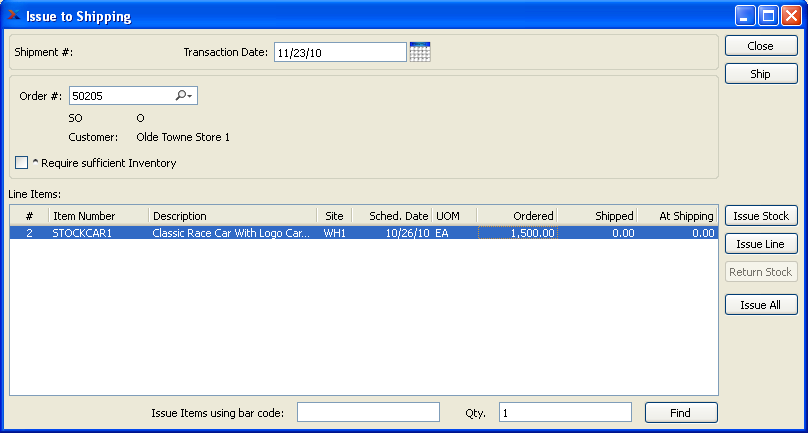 Issue to Shipping
Shipment #: Transaction Date: 11/23/10 Close
Ship
Order #: 50205
SO O
Customer: Olde Towne Store 1
^ Require sufficient Inventory
Line Items:
# Item Number Description Site Sched. Date UOM Ordered Shipped At Shipping Issue Stock
2 STOCKCAR1 Classic Race Car With Logo Car... WH1 10/26/10 EA 1,500.00 0.00 0.00
Issue Line
Return Stock
Issue All
Issue Items using bar code: Qty. 1 Find